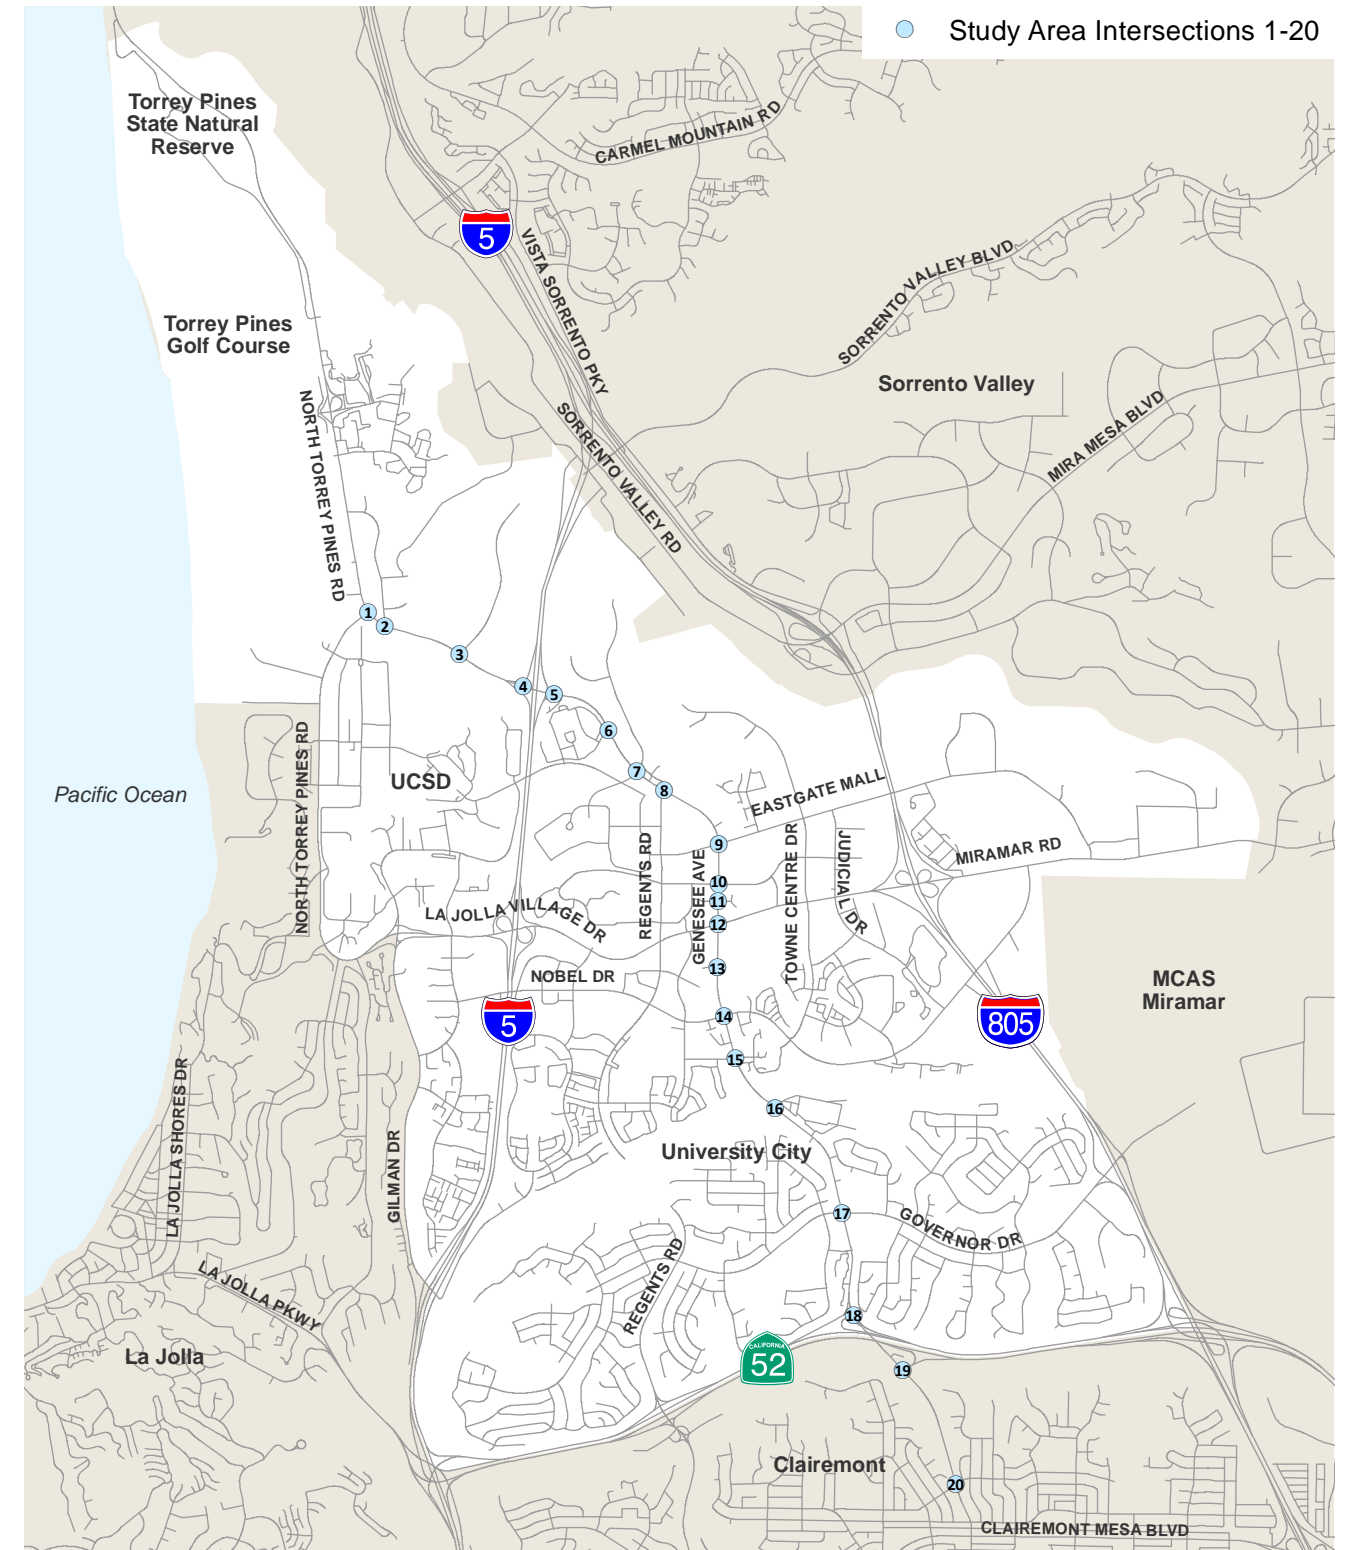 Study Area Intersections 1-20
Torrey Pines
State Natural
Reserve
CARMEL MOUNTAIN RD
5
VISTA SORRENTO PKY
SORRENTO VALLEY BLVD
Torrey Pines
Golf Course
Sorrento Valley
NORTH TORREY PINES RD
SORRENTO VALLEY RD
MIRA MESA BLVD
1
2
3
4
5
6
7
8
NORTH TORREY PINES RD
UCSD
Pacific Ocean
EASTGATE MALL
REGENTS RD
GENESEE AVE
TOWNE CENTRE DR
JUDICIAL DR
MIRAMAR RD
9
10
11
12
LA JOLLA VILLAGE DR
13
NOBEL DR
MCAS
Miramar
5
14
805
15
LA JOLLA SHORES DR
GILMAN DR
16
University City
17
GOVERNOR DR
REGENTS RD
LA JOLLA PKWY
18
La Jolla
CALIFORNIA
52
19
Clairemont
20
CLAIREMONT MESA BLVD